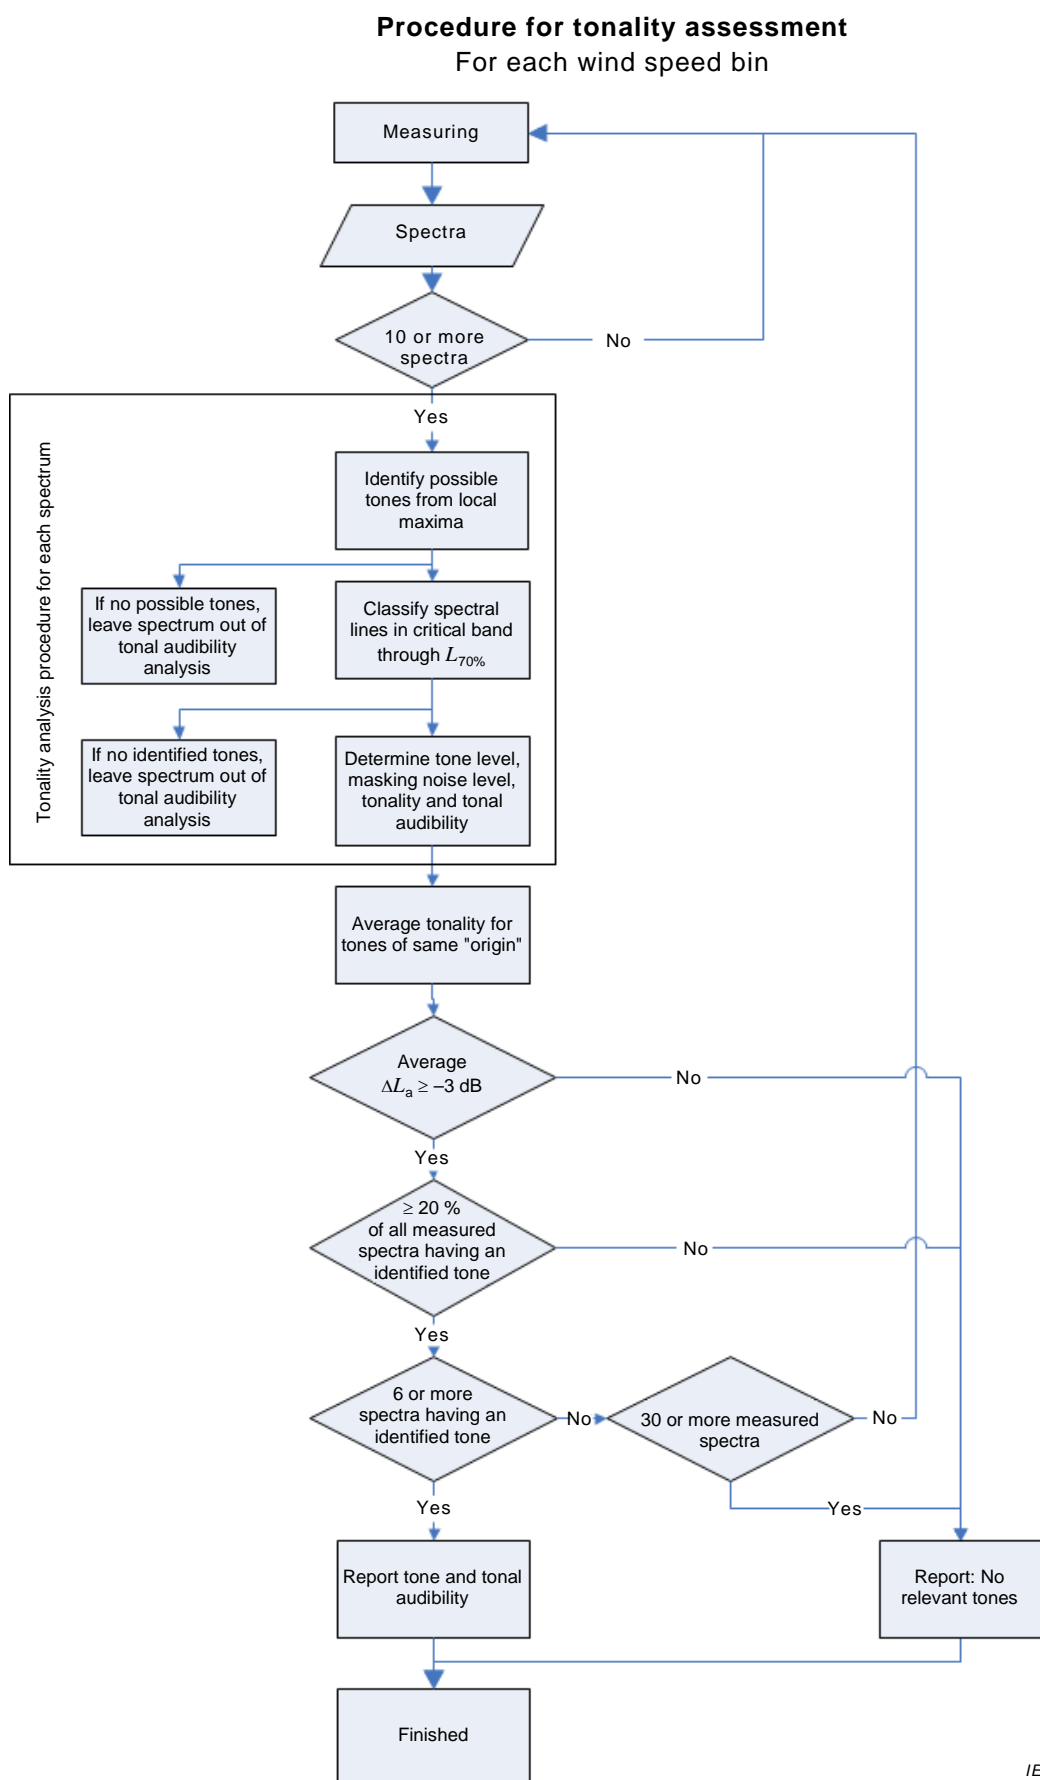 Procedure for tonality assessment
For each wind speed bin
Measuring
Spectra
10 or more
spectra
No
Yes
Tonality analysis procedure for each spectrum
Identify possible
tones from local
maxima
If no possible tones,
leave spectrum out of
tonal audibility
analysis
Classify spectral
lines in critical band
through L70%
If no identified tones,
leave spectrum out of
tonal audibility
analysis
Determine tone level,
masking noise level,
tonality and tonal
audibility
Average tonality for
tones of same "origin"
Average
ΔLa ≥ –3 dB
No
Yes
≥ 20 %
of all measured
spectra having an
identified tone
No
Yes
6 or more
spectra having an
identified tone
No
30 or more measured
spectra
No
Yes
Yes
Report tone and tonal
audibility
Report: No
relevant tones
Finished
IE